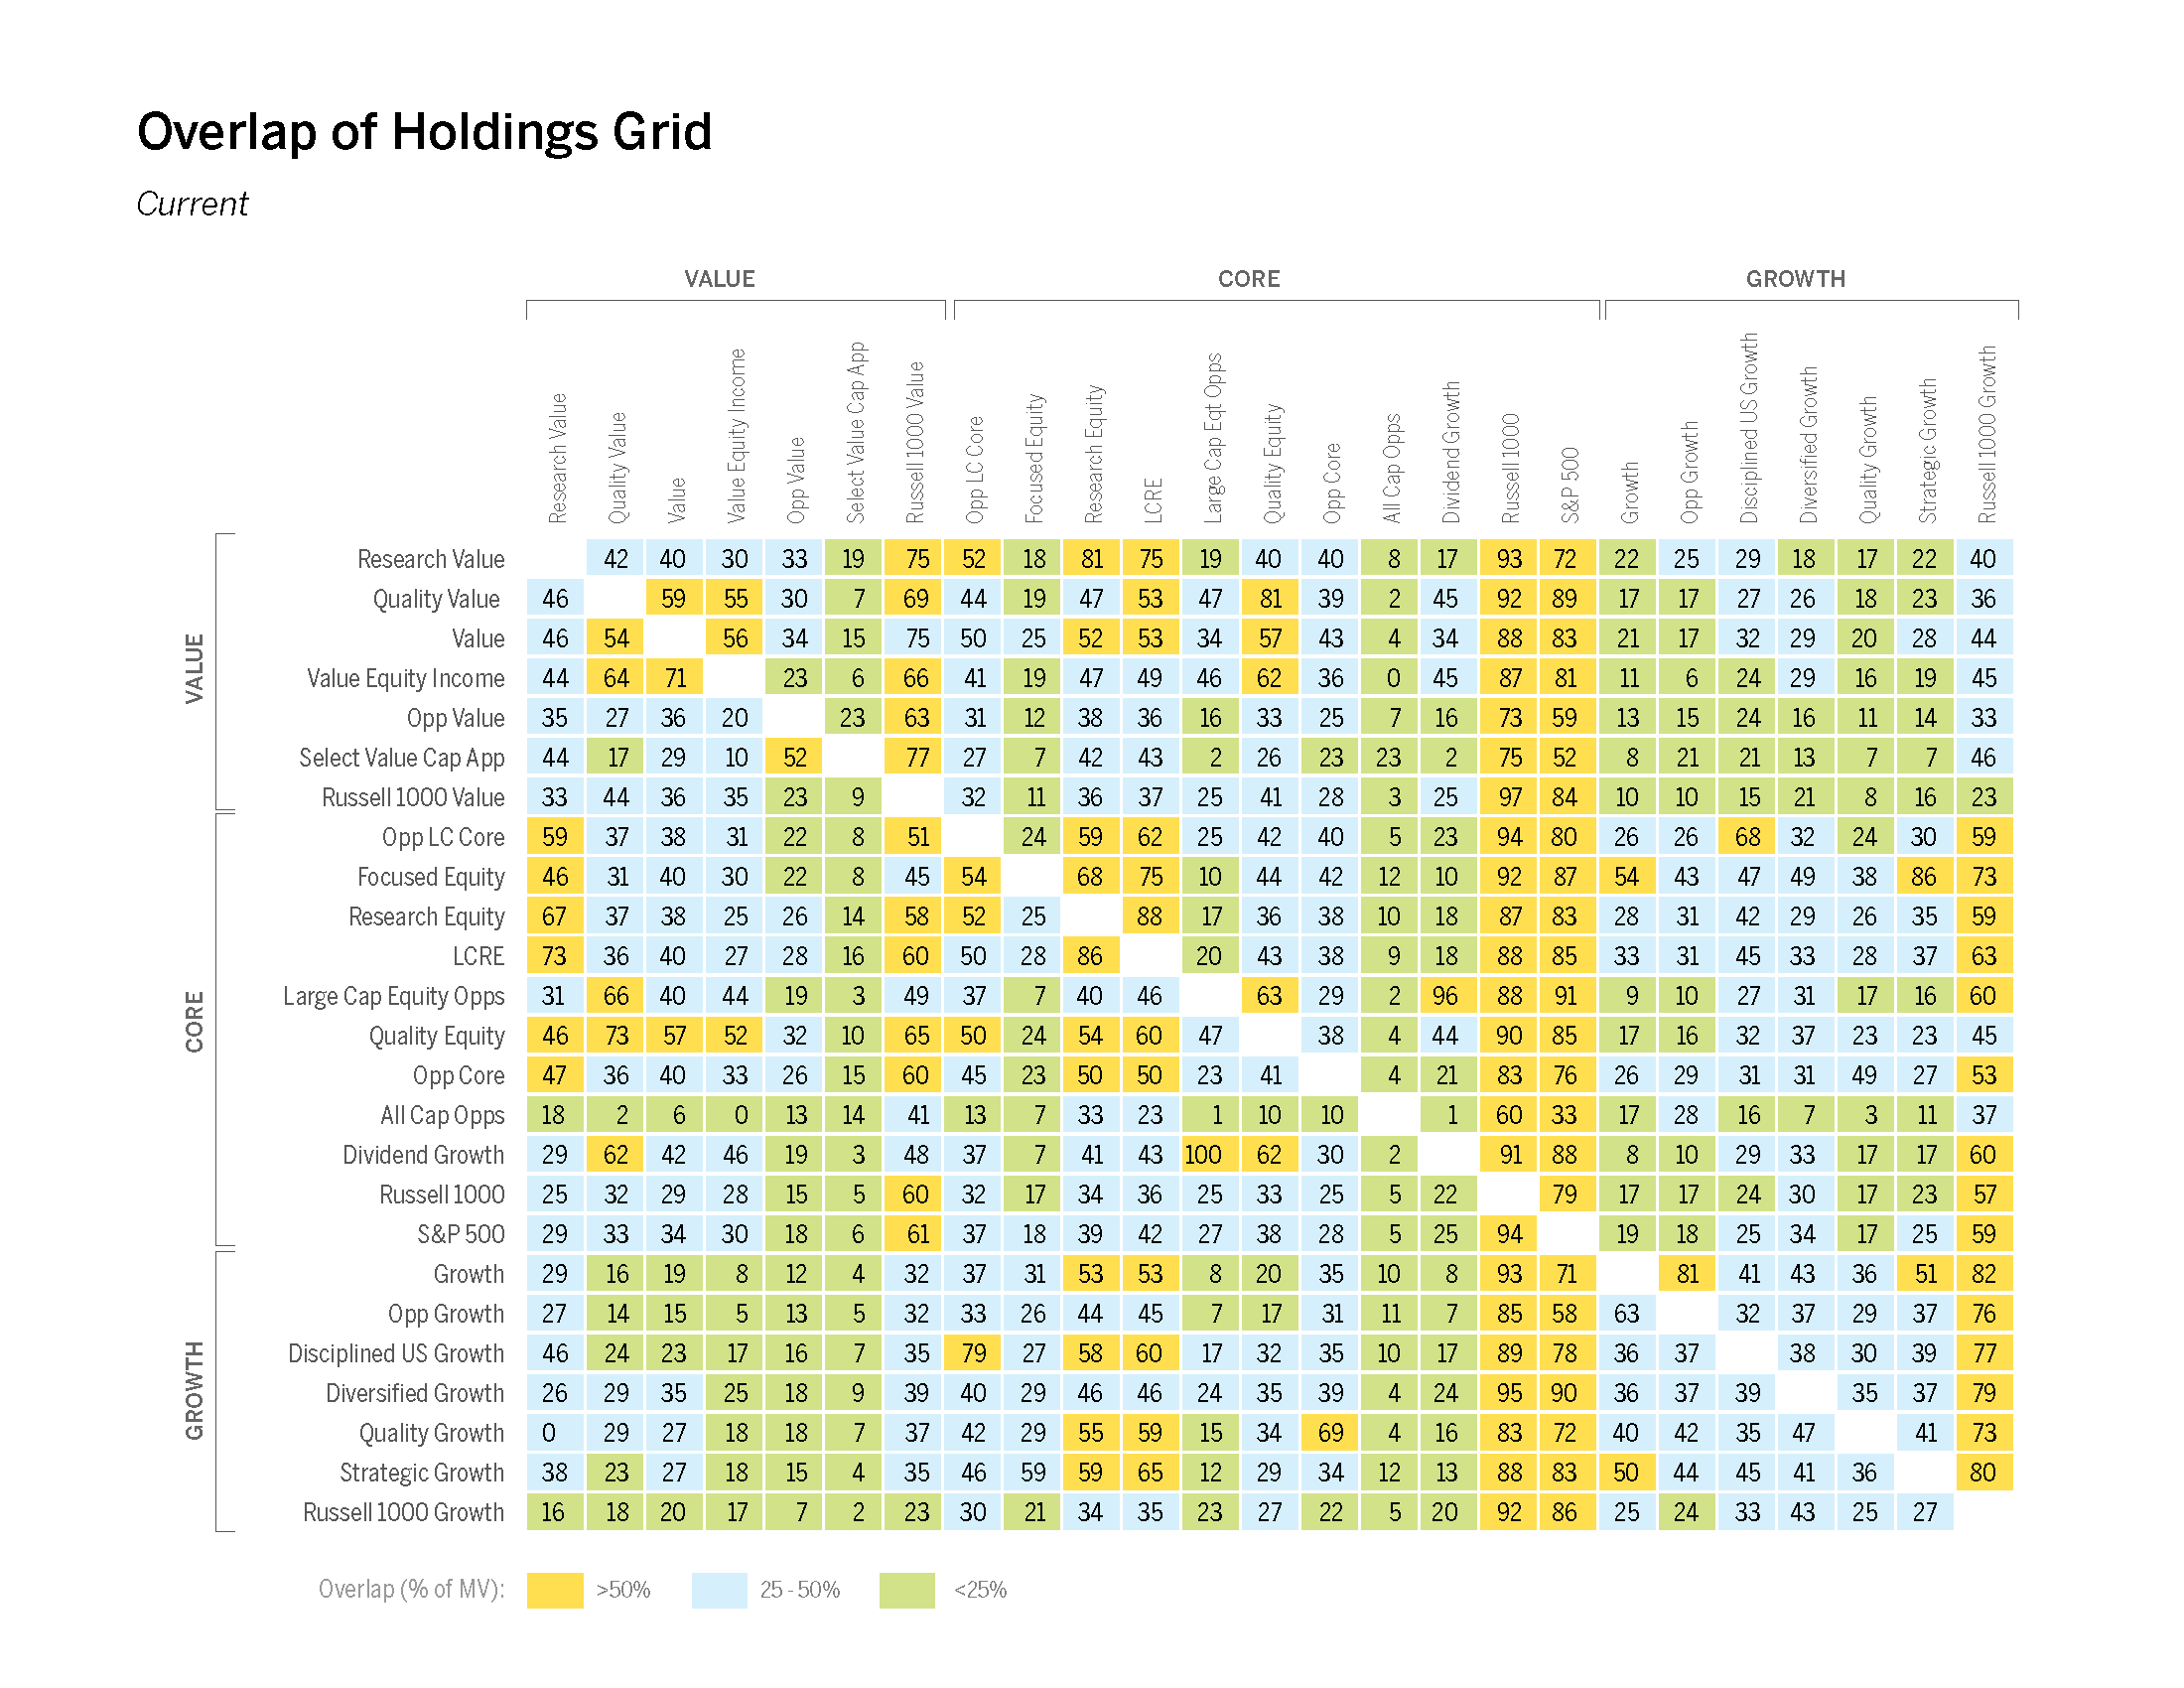 Overlap of Holdings Grid
Current
VALUE CORE GROWTH
Research Value Quality Value Value Value Equity Income Opp Value Select Value Cap App Russell 1000 Value Opp LC Core Focused Equity Research Equity LCRE Large Cap Eqt Opps Quality Equity Opp Core All Cap Opps Dividend Growth Russell 1000 S&P 500 Growth Opp Growth Disciplined US Growth Diversified Growth Quality Growth Strategic Growth Russell 1000 Growth
VALUE
Research Value 42 40 30 33 19 75 52 18 81 75 19 40 40 8 17 93 72 22 25 29 18 17 22 40
Quality Value 46 59 55 30 7 69 44 19 47 53 47 81 39 2 45 92 89 17 17 27 26 18 23 36
Value 46 54 56 34 15 75 50 25 52 53 34 57 43 4 34 88 83 21 17 32 29 20 28 44
Value Equity Income 44 64 71 23 6 66 41 19 47 49 46 62 36 0 45 87 81 11 6 24 29 16 19 45
Opp Value 35 27 36 20 23 63 31 12 38 36 16 33 25 7 16 73 59 13 15 24 16 11 14 33
Select Value Cap App 44 17 29 10 52 77 27 7 42 43 2 26 23 23 2 75 52 8 21 21 13 7 7 46
Russell 1000 Value 33 44 36 35 23 9 32 11 36 37 25 41 28 3 25 97 84 10 10 15 21 8 16 23
CORE
Opp LC Core 59 37 38 31 22 8 51 24 59 62 25 42 40 5 23 94 80 26 26 68 32 24 30 59
Focused Equity 46 31 40 30 22 8 45 54 68 75 10 44 42 12 10 92 87 54 43 47 49 38 86 73
Research Equity 67 37 38 25 26 14 58 52 25 88 17 36 38 10 18 87 83 28 31 42 29 26 35 59
LCRE 73 36 40 27 28 16 60 50 28 86 20 43 38 9 18 88 85 33 31 45 33 28 37 63
Large Cap Equity Opps 31 66 40 44 19 3 49 37 7 40 46 63 29 2 96 88 91 9 10 27 31 17 16 60
Quality Equity 46 73 57 52 32 10 65 50 24 54 60 47 38 4 44 90 85 17 16 32 37 23 23 45
Opp Core 47 36 40 33 26 15 60 45 23 50 50 23 41 4 21 83 76 26 29 31 31 49 27 53
All Cap Opps 18 2 6 0 13 14 41 13 7 33 23 1 10 10 1 60 33 17 28 16 7 3 11 37
Dividend Growth 29 62 42 46 19 3 48 37 7 41 43 100 62 30 2 91 88 8 10 29 33 17 17 60
Russell 1000 25 32 29 28 15 5 60 32 17 34 36 25 33 25 5 22 79 17 17 24 30 17 23 57
S&P 500 29 33 34 30 18 6 61 37 18 39 42 27 38 28 5 25 94 19 18 25 34 17 25 59
GROWTH
Growth 29 16 19 8 12 4 32 37 31 53 53 8 20 35 10 8 93 71 81 41 43 36 51 82
Opp Growth 27 14 15 5 13 5 32 33 26 44 45 7 17 31 11 7 85 58 63 32 37 29 37 76
Disciplined US Growth 46 24 23 17 16 7 35 79 27 58 60 17 32 35 10 17 89 78 36 37 38 30 39 77
Diversified Growth 26 29 35 25 18 9 39 40 29 46 46 24 35 39 4 24 95 90 36 37 39 35 37 79
Quality Growth 0 29 27 18 18 7 37 42 29 55 59 15 34 69 4 16 83 72 40 42 35 47 41 73
Strategic Growth 38 23 27 18 15 4 35 46 59 59 65 12 29 34 12 13 88 83 50 44 45 41 36 80
Russell 1000 Growth 16 18 20 17 7 2 23 30 21 34 35 23 27 22 5 20 92 86 25 24 33 43 25 27
Overlap (% of MV): >50% 25 - 50% <25%